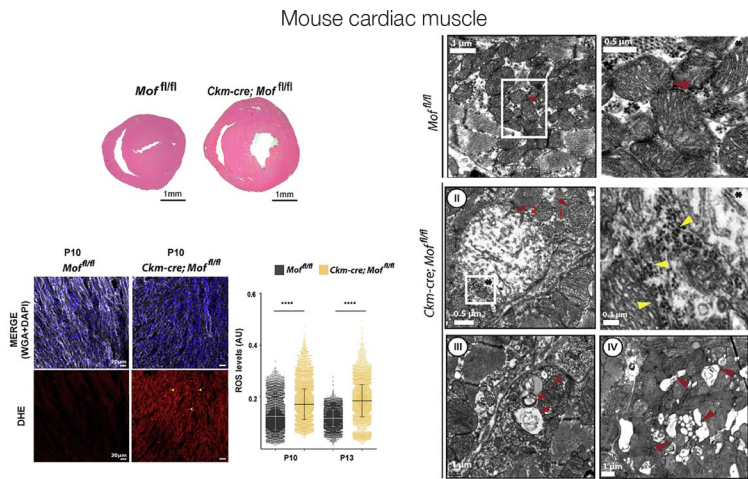 Mouse cardiac muscle
Mof fl/fl
Ckm-cre; Mof fl/fl
1mm
1mm
P10
Mof fl/fl
P10
Ckm-cre; Mof fl/fl
MERGE
(WGA+DAPI)
20µm
DHE
20µm
Mof fl/fl
Ckm-cre; Mof fl/fl
ROS levels (AU)
0.6
0.4
0.2
****
****
P10
P13
Mof fl/fl
1 µm
0.5 µm
*
Ckm-cre; Mof fl/fl
II
2
1
*
0.5 µm
*
0.1 µm
III
1 µm
IV
1 µm